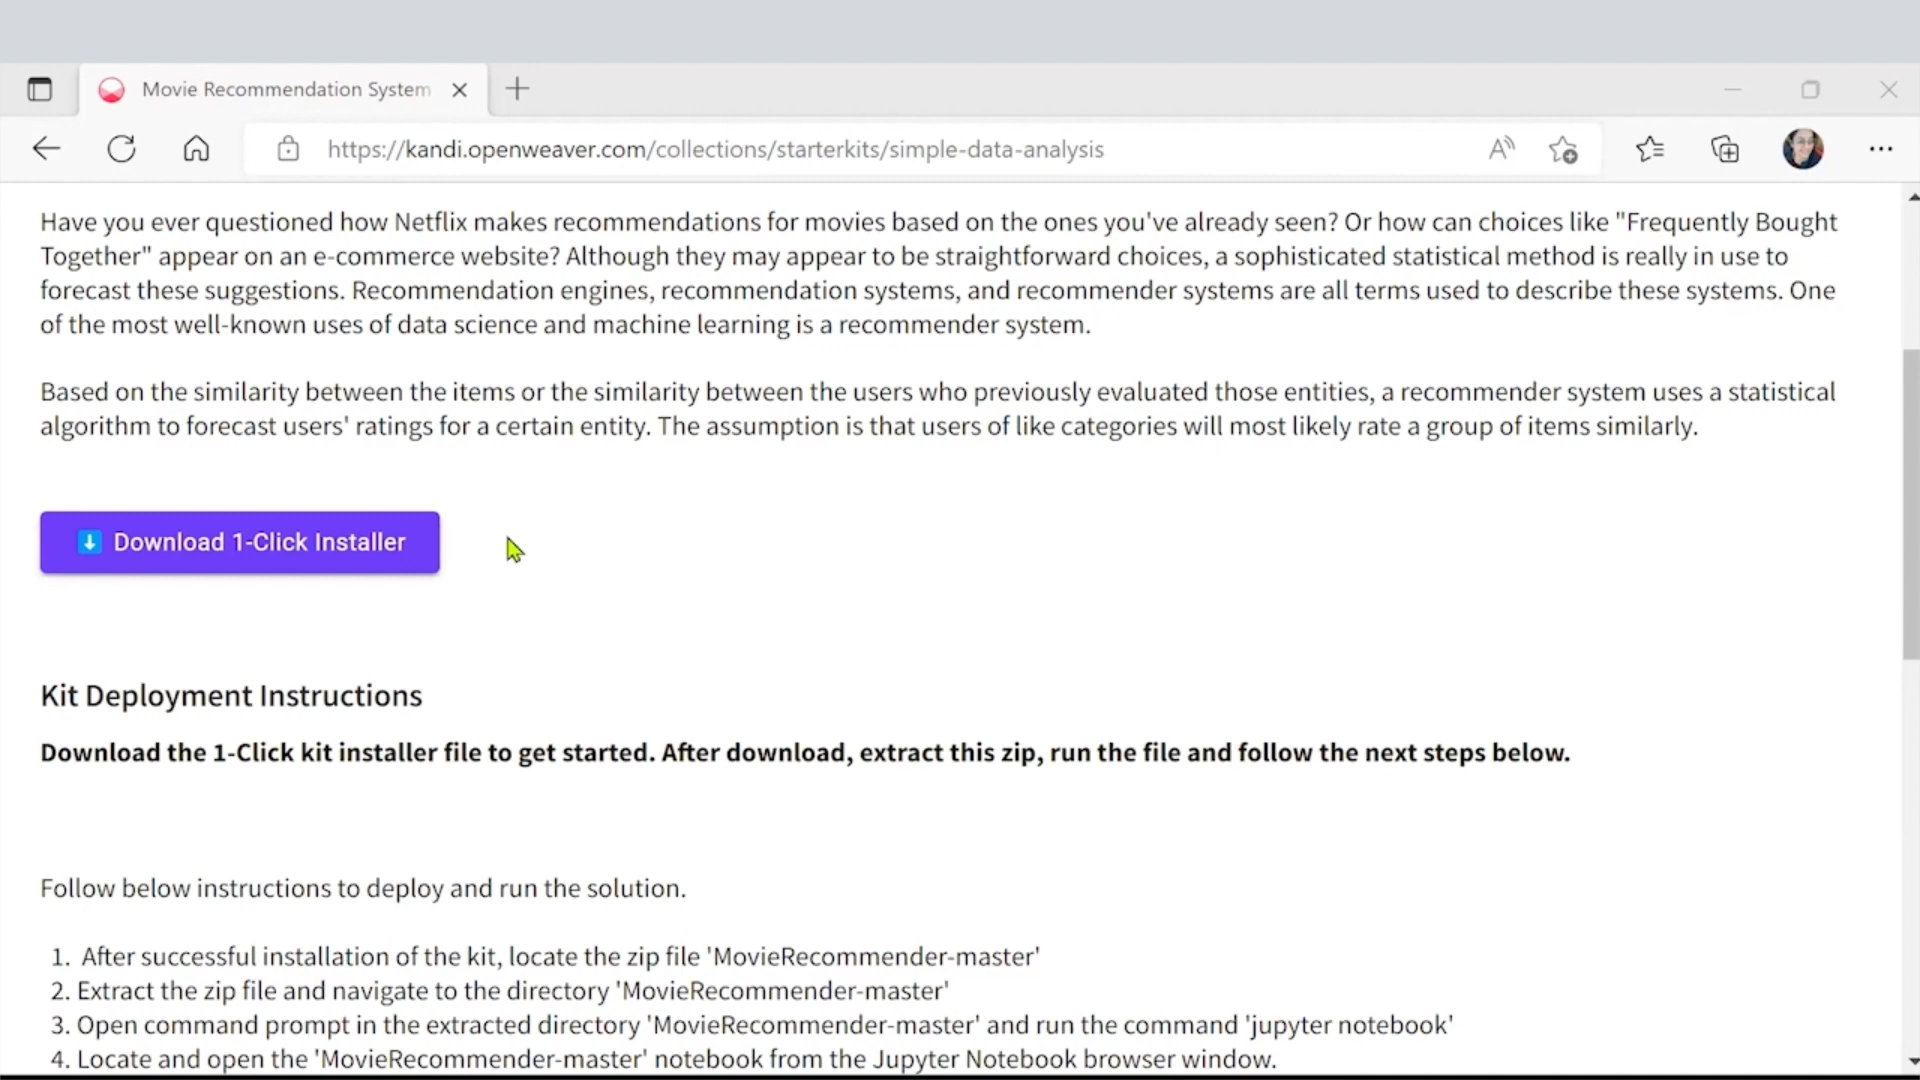 Movie Recommendation System
https://kandi.openweaver.com/collections/starterkits/simple-data-analysis
Have you ever questioned how Netflix makes recommendations for movies based on the ones you've already seen? Or how can choices like "Frequently Bought
Together" appear on an e-commerce website? Although they may appear to be straightforward choices, a sophisticated statistical method is really in use to
forecast these suggestions. Recommendation engines, recommendation systems, and recommender systems are all terms used to describe these systems. One
of the most well-known uses of data science and machine learning is a recommender system.
Based on the similarity between the items or the similarity between the users who previously evaluated those entities, a recommender system uses a statistical
algorithm to forecast users' ratings for a certain entity. The assumption is that users of like categories will most likely rate a group of items similarly.
Download 1-Click Installer
Kit Deployment Instructions
Download the 1-Click kit installer file to get started. After download, extract this zip, run the file and follow the next steps below.
Follow below instructions to deploy and run the solution.
1. After successful installation of the kit, locate the zip file 'MovieRecommender-master'
2. Extract the zip file and navigate to the directory 'MovieRecommender-master'
3. Open command prompt in the extracted directory 'MovieRecommender-master' and run the command 'jupyter notebook'
4. Locate and open the 'MovieRecommender-master' notebook from the Jupyter Notebook browser window.